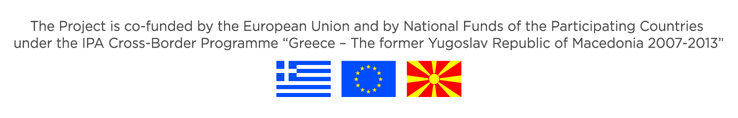 The Project is co-funded by the European Union and by National Funds of the Participating Countries
under the IPA Cross-Border Programme “Greece – The former Yugoslav Republic of Macedonia 2007-2013”